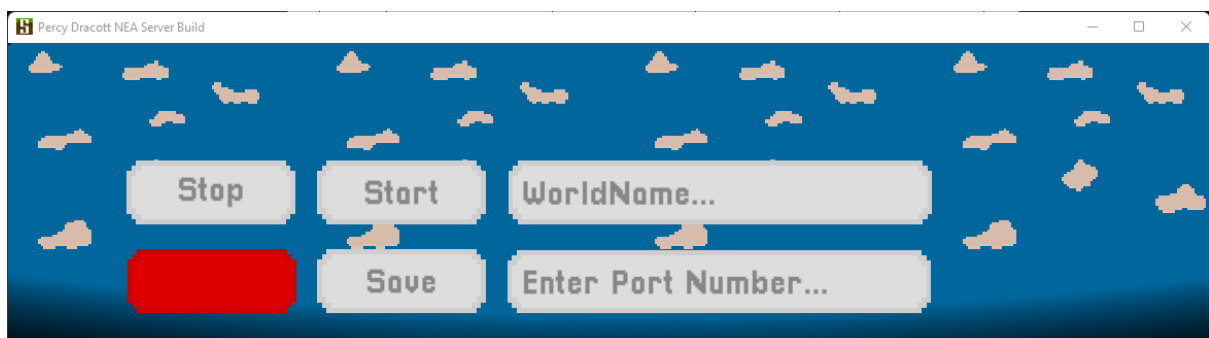 Percy Dracott NEA Server Build
Stop Start WorldName...
Save Enter Port Number...